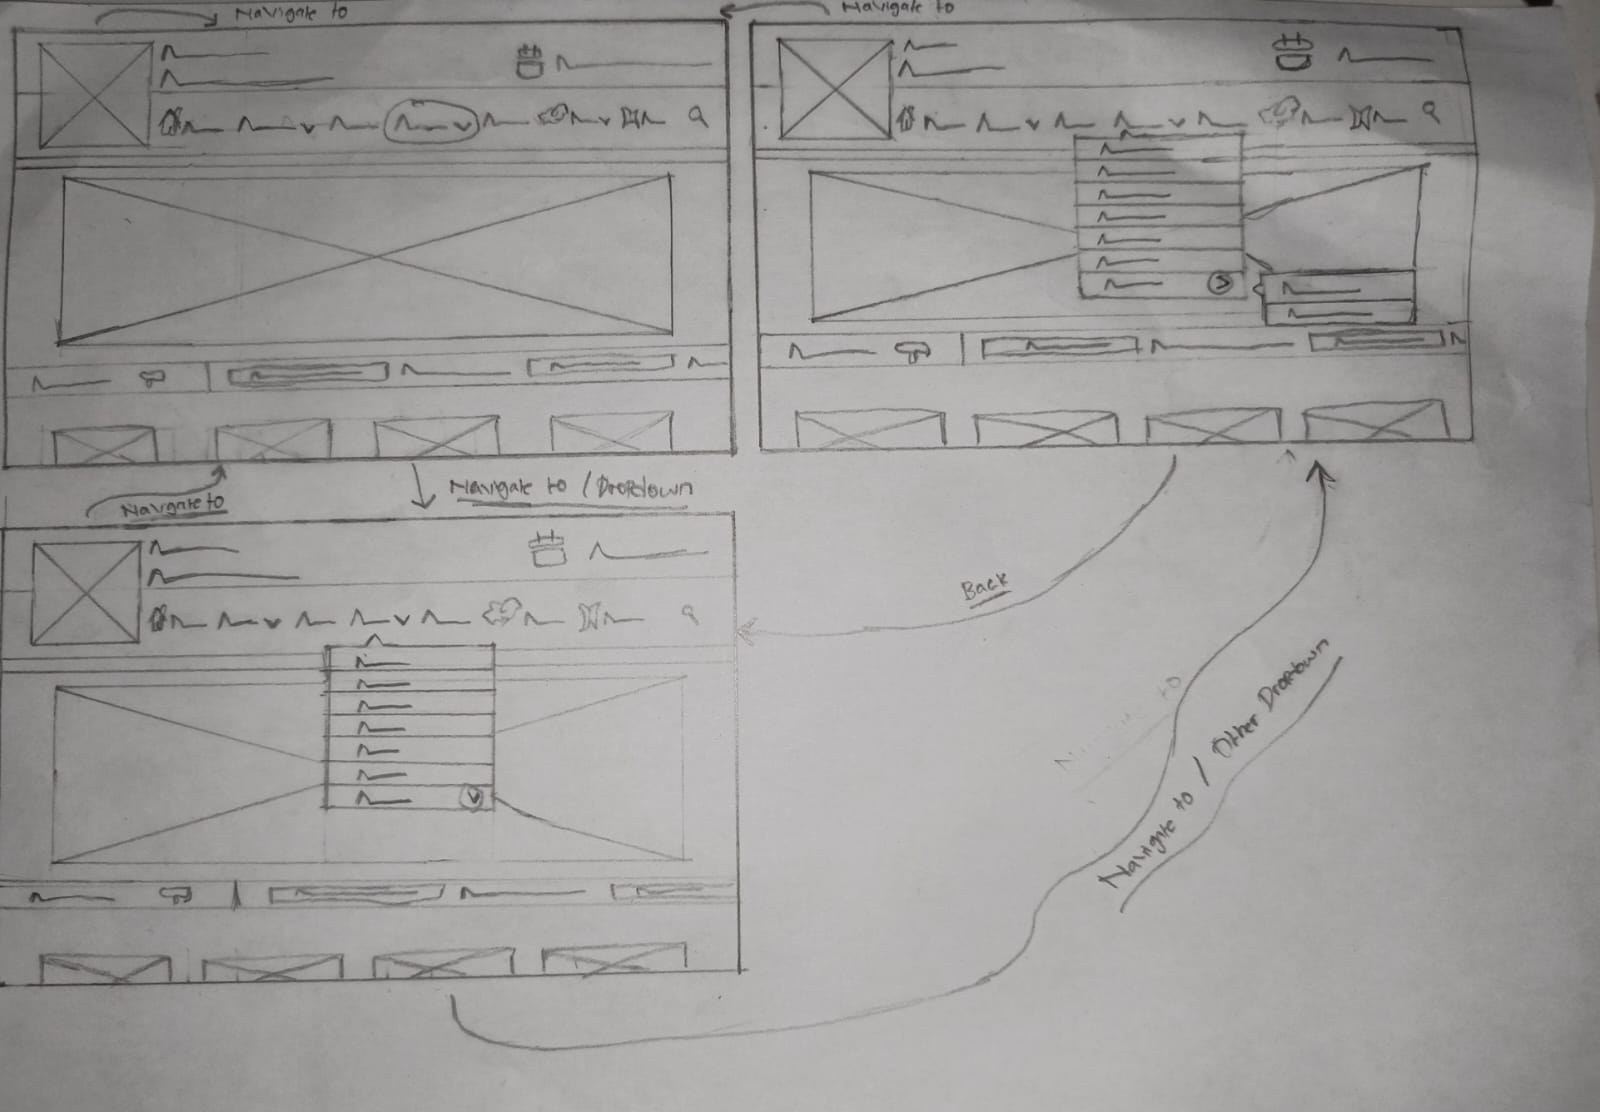 Navigate to
Navigate to
Navigate to
Navigate to / Dropdown
Back
Navigate to / Other Dropdown